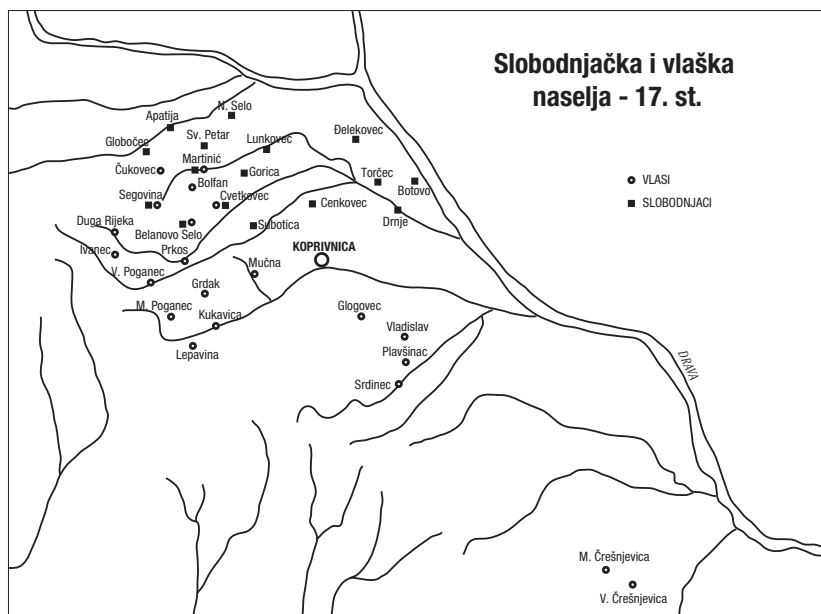 Slobodnjačka i vlaška
naselja - 17. st.
VLASI
SLOBODNJACI
N. Selo
Apatija
Sv. Petar
Đelekovec
Globočec
Lunkovec
Martinić
Čukovec
Gorica
Torčec
Bolfan
Botovo
Segovina
Cvetkovec
Cenkovec
Duga Rijeka
Drnje
Belanovo Selo
Subotica
Ivanec
Prkos
KOPRIVNICA
V. Poganec
Mučna
Grdak
M. Poganec
Glogovec
Kukavica
Vladislav
Lepavina
Plavšinac
DRAVA
Srdinec
M. Črešnjevica
V. Črešnjevica